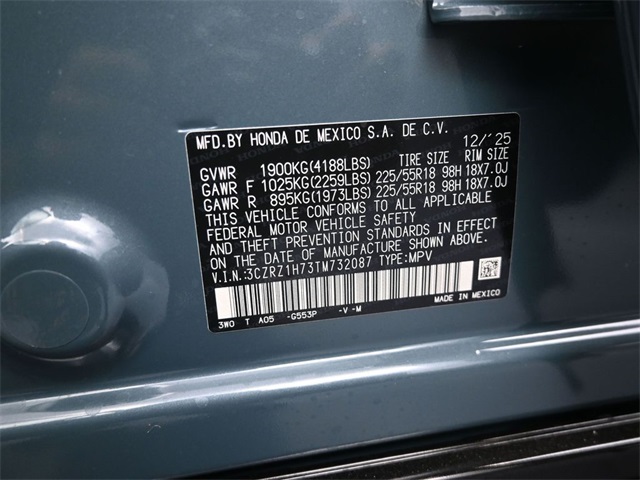 MFD.BY HONDA DE MEXICO S.A. DE C.V. 12/'25
GVWR 1900KG(4188LBS) TIRE SIZE RIM SIZE
GAWR F 1025KG(2259LBS) 225/55R18 98H 18X7.0J
GAWR R 895KG(1973LBS) 225/55R18 98H 18X7.0J
THIS VEHICLE CONFORMS TO ALL APPLICABLE
FEDERAL MOTOR VEHICLE SAFETY
AND THEFT PREVENTION STANDARDS IN EFFECT
ON THE DATE OF MANUFACTURE SHOWN ABOVE.
V.I.N.:3CZRZ1H73TM732087 TYPE:MPV
3W0 T A05 -G553P -V -M MADE IN MEXICO